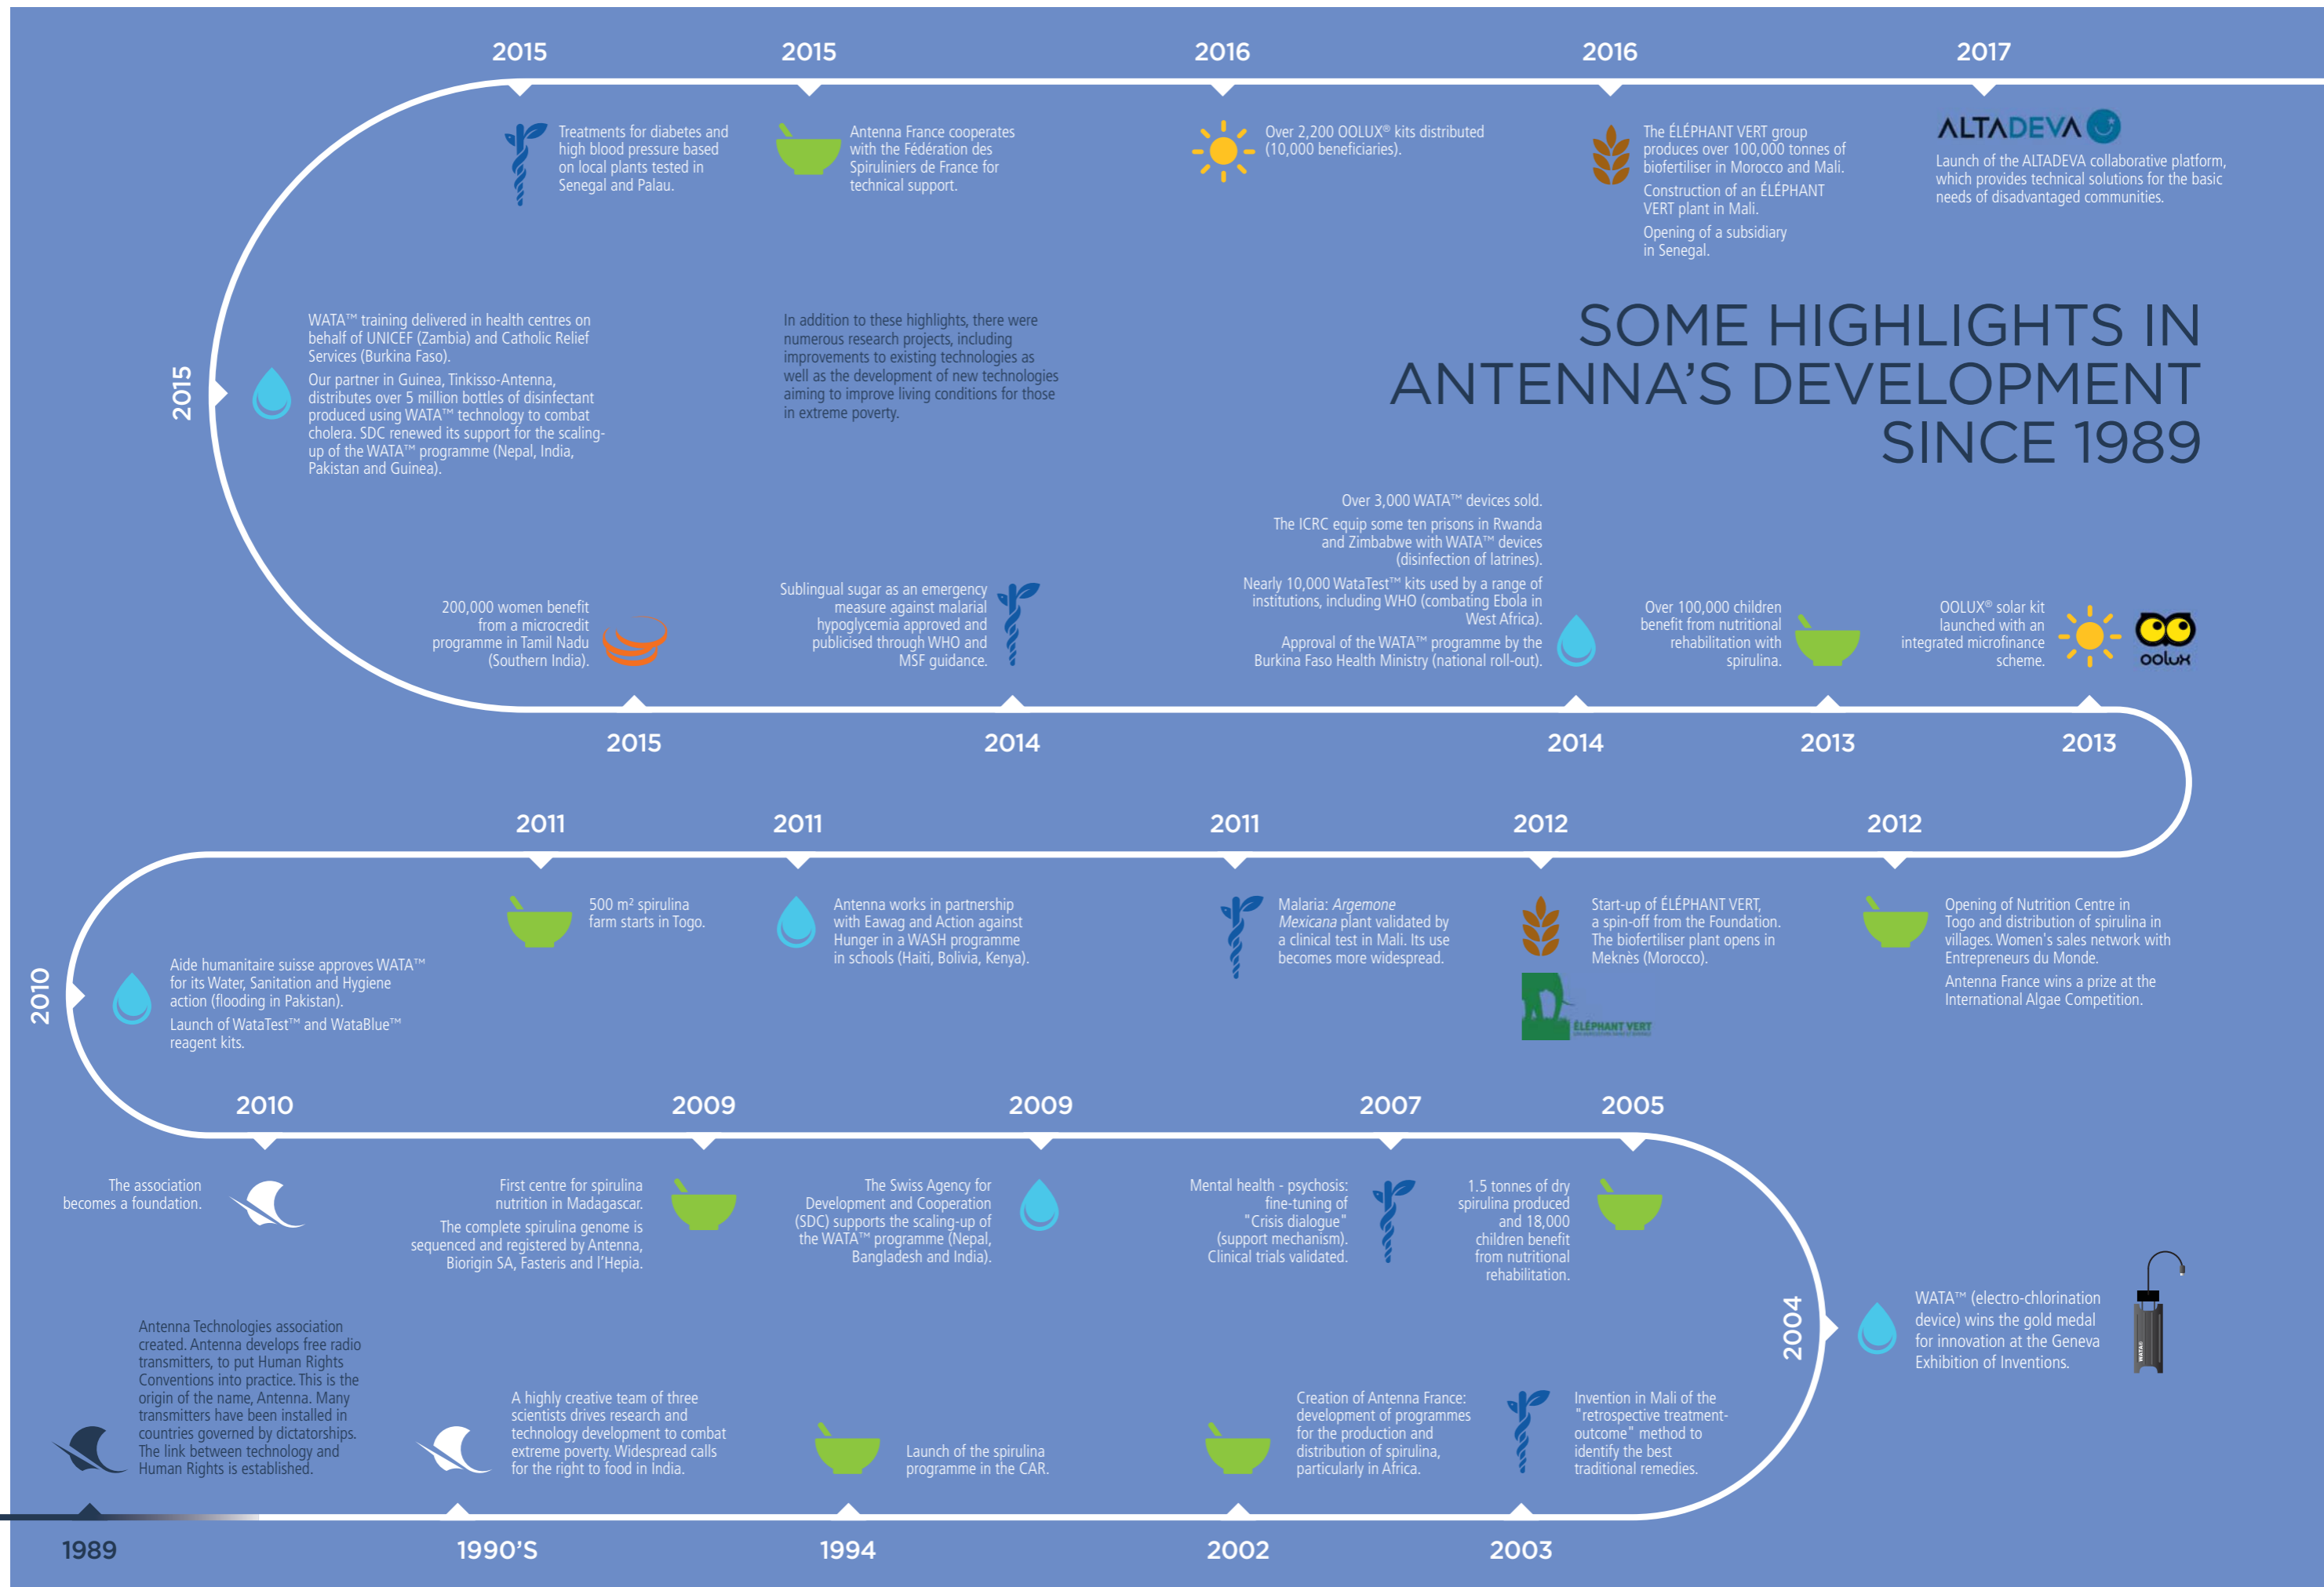 2015
2015
2016
2016
2017
Treatments for diabetes and
high blood pressure based
on local plants tested in
Senegal and Palau.
Antenna France cooperates
with the Fédération des
Spiruliniers de France for
technical support.
Over 2,200 OOLUX® kits distributed
(10,000 beneficiaries).
The ÉLÉPHANT VERT group
produces over 100,000 tonnes of
biofertiliser in Morocco and Mali.
Construction of an ÉLÉPHANT
VERT plant in Mali.
Opening of a subsidiary
in Senegal.
ALTADEVA
Launch of the ALTADEVA collaborative platform,
which provides technical solutions for the basic
needs of disadvantaged communities.
SOME HIGHLIGHTS IN
ANTENNA'S DEVELOPMENT
SINCE 1989
2015
WATA™ training delivered in health centres on
behalf of UNICEF (Zambia) and Catholic Relief
Services (Burkina Faso).
Our partner in Guinea, Tinkisso-Antenna,
distributes over 5 million bottles of disinfectant
produced using WATA™ technology to combat
cholera. SDC renewed its support for the scaling-
up of the WATA™ programme (Nepal, India,
Pakistan and Guinea).
In addition to these highlights, there were
numerous research projects, including
improvements to existing technologies as
well as the development of new technologies
aiming to improve living conditions for those
in extreme poverty.
200,000 women benefit
from a microcredit
programme in Tamil Nadu
(Southern India).
Sublingual sugar as an emergency
measure against malarial
hypoglycemia approved and
publicised through WHO and
MSF guidance.
Over 3,000 WATA™ devices sold.
The ICRC equip some ten prisons in Rwanda
and Zimbabwe with WATA™ devices
(disinfection of latrines).
Nearly 10,000 WataTest™ kits used by a range of
institutions, including WHO (combating Ebola in
West Africa).
Approval of the WATA™ programme by the
Burkina Faso Health Ministry (national roll-out).
Over 100,000 children
benefit from nutritional
rehabilitation with
spirulina.
OOLUX® solar kit
launched with an
integrated microfinance
scheme.
oolux
2015
2014
2014
2013
2013
2011
2011
2011
2012
2012
500 m² spirulina
farm starts in Togo.
Antenna works in partnership
with Eawag and Action against
Hunger in a WASH programme
in schools (Haiti, Bolivia, Kenya).
Malaria: Argemone
Mexicana plant validated by
a clinical test in Mali. Its use
becomes more widespread.
Start-up of ÉLÉPHANT VERT,
a spin-off from the Foundation.
The biofertiliser plant opens in
Meknès (Morocco).
ÉLÉPHANT VERT
Opening of Nutrition Centre in
Togo and distribution of spirulina in
villages. Women's sales network with
Entrepreneurs du Monde.
Antenna France wins a prize at the
International Algae Competition.
2010
Aide humanitaire suisse approves WATA™
for its Water, Sanitation and Hygiene
action (flooding in Pakistan).
Launch of WataTest™ and WataBlue™
reagent kits.
2010
2009
2009
2007
2005
The association
becomes a foundation.
First centre for spirulina
nutrition in Madagascar.
The complete spirulina genome is
sequenced and registered by Antenna,
Biorigin SA, Fasteris and l'Hepia.
The Swiss Agency for
Development and Cooperation
(SDC) supports the scaling-up of
the WATA™ programme (Nepal,
Bangladesh and India).
Mental health - psychosis:
fine-tuning of
"Crisis dialogue"
(support mechanism).
Clinical trials validated.
1.5 tonnes of dry
spirulina produced
and 18,000
children benefit
from nutritional
rehabilitation.
2004
WATA™ (electro-chlorination
device) wins the gold medal
for innovation at the Geneva
Exhibition of Inventions.
WATA
Antenna Technologies association
created. Antenna develops free radio
transmitters, to put Human Rights
Conventions into practice. This is the
origin of the name, Antenna. Many
transmitters have been installed in
countries governed by dictatorships.
The link between technology and
Human Rights is established.
A highly creative team of three
scientists drives research and
technology development to combat
extreme poverty. Widespread calls
for the right to food in India.
Launch of the spirulina
programme in the CAR.
Creation of Antenna France:
development of programmes
for the production and
distribution of spirulina,
particularly in Africa.
Invention in Mali of the
"retrospective treatment-
outcome" method to
identify the best
traditional remedies.
1989
1990'S
1994
2002
2003